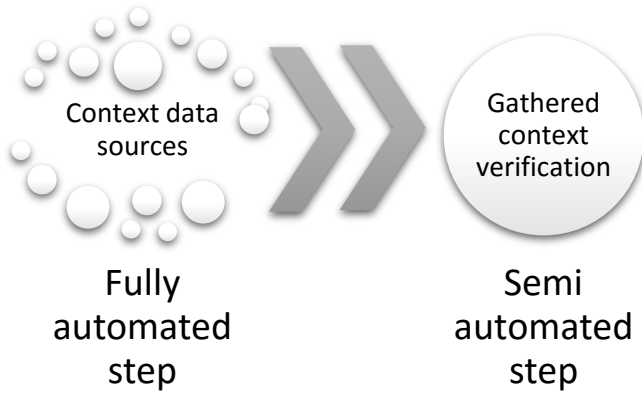 Context data
sources
Gathered
context
verification
Fully
automated
step
Semi
automated
step